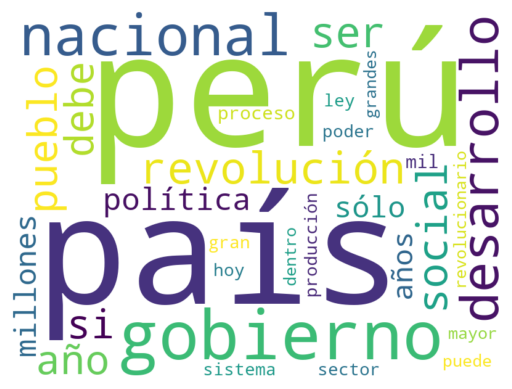 nacional
ser
perú
desarrollo
pueblo
debe
grandes
ley
proceso
poder
revolución
mil
revolucionario
política
sólo
social
años
país
producción
dentro
gran
hoy
millones
si
gobierno
año
mayor
puede
sistema
sector